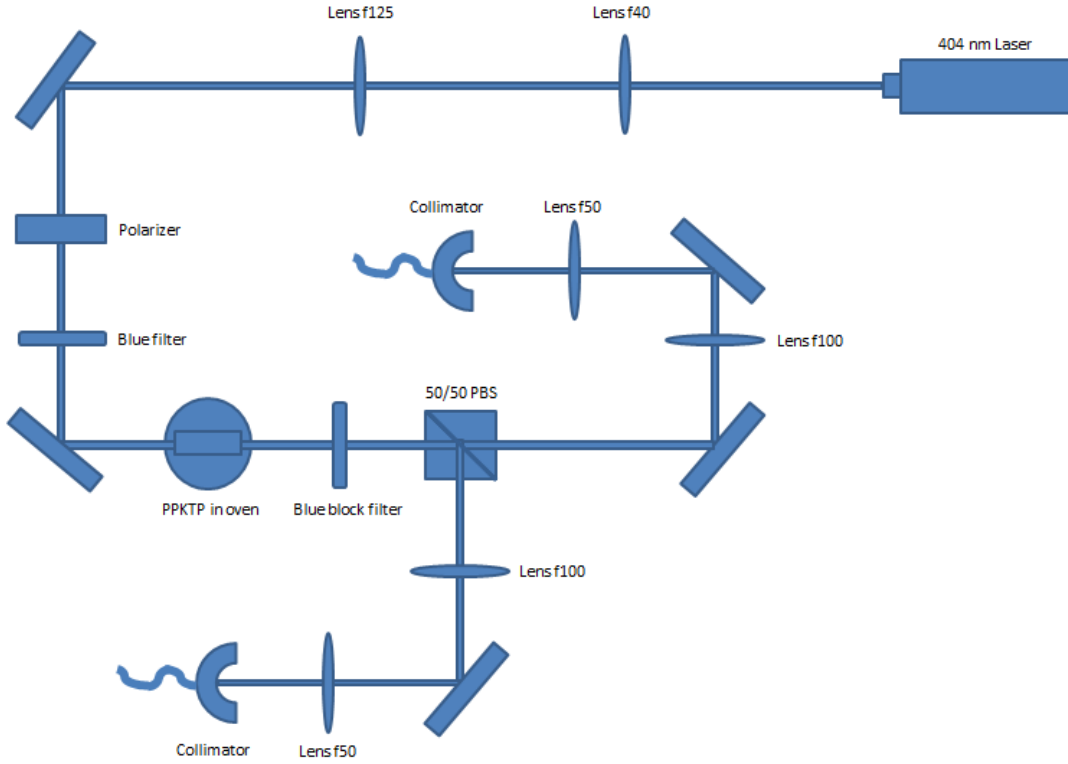 Lens f125
Lens f40
404 nm Laser
Collimator
Lens f50
Polarizer
Blue filter
Lens f100
50/50 PBS
PPKTP in oven
Blue block filter
Lens f100
Collimator
Lens f50